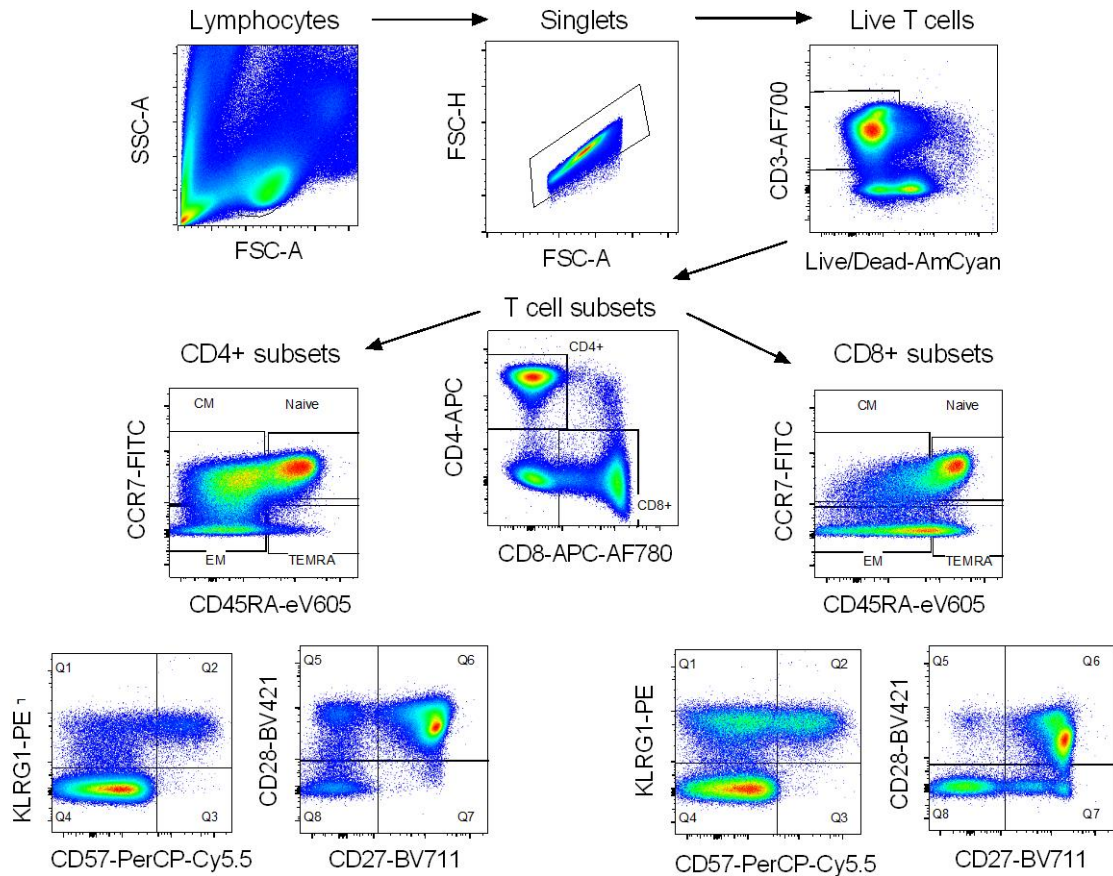 Lymphocytes
Singlets
Live T cells
SSC-A
FSC-A
FSC-H
FSC-A
CD3-AF700
Live/Dead-AmCyan
T cell subsets
CD4+ subsets
CD8+ subsets
CM
Naive
EM
TEMRA
CCR7-FITC
CD45RA-eV605
CD4+
CD8+
CD4-APC
CD8-APC-AF780
CM
Naive
EM
TEMRA
CCR7-FITC
CD45RA-eV605
Q1
Q2
Q4
Q3
KLRG1-PE
CD57-PerCP-Cy5.5
Q5
Q6
Q8
Q7
CD28-BV421
CD27-BV711
Q1
Q2
Q4
Q3
KLRG1-PE
CD57-PerCP-Cy5.5
Q5
Q6
Q8
Q7
CD28-BV421
CD27-BV711